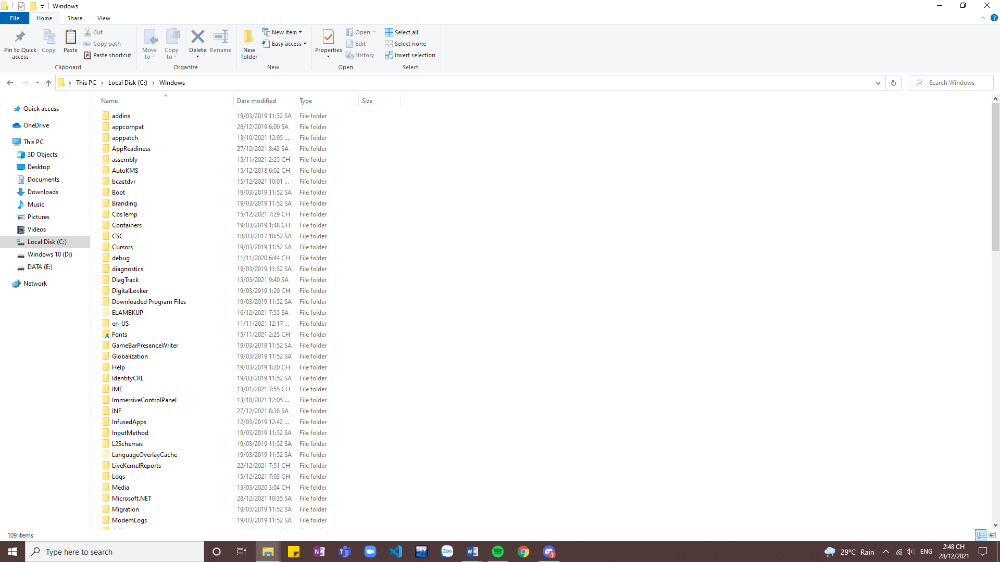 Windows
File Home Share View
Pin to Quick access
Copy
Paste
Cut
Copy path
Paste shortcut
Clipboard
Move to
Copy to
Delete
Rename
Organize
New folder
New item
Easy access
New
Properties
Open
Edit
History
Open
Select all
Select none
Invert selection
Select
This PC > Local Disk (C:) > Windows
Search Windows
Quick access
OneDrive
This PC
3D Objects
Desktop
Documents
Downloads
Music
Pictures
Videos
Local Disk (C:)
Windows 10 (D:)
DATA (E:)
Network
Name Date modified Type Size
addins 19/03/2019 11:52 SA File folder
appcompat 28/12/2019 6:00 SA File folder
apppatch 13/10/2021 12:05 ... File folder
AppReadiness 27/12/2021 8:43 SA File folder
assembly 15/11/2021 2:25 CH File folder
AutoKMS 15/12/2018 6:02 CH File folder
bcastdvr 15/12/2021 10:01 ... File folder
Boot 19/03/2019 11:52 SA File folder
Branding 19/03/2019 11:52 SA File folder
CbsTemp 15/12/2021 7:29 CH File folder
Containers 19/03/2019 1:48 CH File folder
CSC 18/03/2017 10:52 SA File folder
Cursors 19/03/2019 11:52 SA File folder
debug 11/11/2020 6:44 CH File folder
diagnostics 19/03/2019 11:52 SA File folder
DiagTrack 13/05/2021 9:40 SA File folder
DigitalLocker 19/03/2019 1:20 CH File folder
Downloaded Program Files 19/03/2019 11:52 SA File folder
ELAMBKUP 16/12/2021 7:55 SA File folder
en-US 11/11/2021 12:17 ... File folder
Fonts 15/11/2021 2:25 CH File folder
GameBarPresenceWriter 19/03/2019 11:52 SA File folder
Globalization 19/03/2019 11:52 SA File folder
Help 19/03/2019 1:20 CH File folder
IdentityCRL 19/03/2019 11:52 SA File folder
IME 13/01/2021 7:55 CH File folder
ImmersiveControlPanel 13/10/2021 12:05 ... File folder
INF 27/12/2021 8:38 SA File folder
InfusedApps 12/03/2019 12:42 ... File folder
InputMethod 19/03/2019 11:52 SA File folder
L2Schemas 19/03/2019 11:52 SA File folder
LanguageOverlayCache 19/03/2019 11:52 SA File folder
LiveKernelReports 22/12/2021 7:51 CH File folder
Logs 15/12/2021 7:03 CH File folder
Media 13/03/2020 3:04 CH File folder
Microsoft.NET 28/12/2021 10:35 SA File folder
Migration 19/03/2019 11:52 SA File folder
ModemLogs 19/03/2019 11:52 SA File folder
109 items
Type here to search
DEV
Zalo
1
29°C Rain
ENG
2:48 CH
28/12/2021